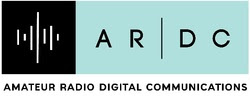 AR|DC
AMATEUR RADIO DIGITAL COMMUNICATIONS